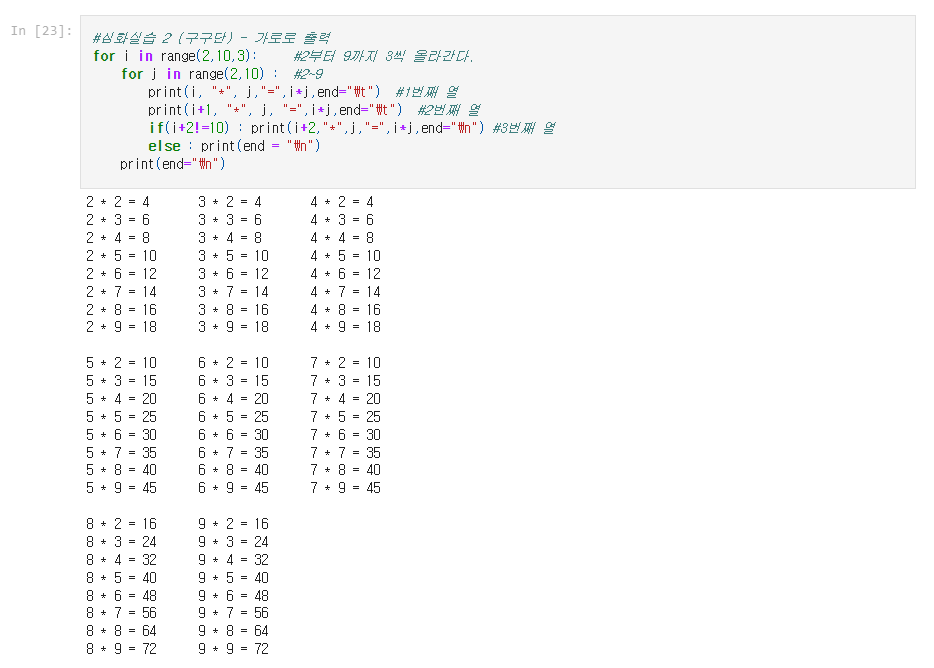 In [23]:
#심화실습 2 (구구단) - 가로로 출력
for i in range(2,10,3):    #2부터 9까지 3씩 올라간다.
    for j in range(2,10) :  #2~9
        print(i, "*", j,"=",i*j,end="₩t")  #1번째 열
        print(i+1, "*", j, "=",i*j,end="₩t")  #2번째 열
        if(i+2!=10) : print(i+2,"*",j,"=",i*j,end="₩n") #3번째 열
        else : print(end = "₩n")
    print(end="₩n")
2 * 2 = 4	3 * 2 = 4	4 * 2 = 4
2 * 3 = 6	3 * 3 = 6	4 * 3 = 6
2 * 4 = 8	3 * 4 = 8	4 * 4 = 8
2 * 5 = 10	3 * 5 = 10	4 * 5 = 10
2 * 6 = 12	3 * 6 = 12	4 * 6 = 12
2 * 7 = 14	3 * 7 = 14	4 * 7 = 14
2 * 8 = 16	3 * 8 = 16	4 * 8 = 16
2 * 9 = 18	3 * 9 = 18	4 * 9 = 18
5 * 2 = 10	6 * 2 = 10	7 * 2 = 10
5 * 3 = 15	6 * 3 = 15	7 * 3 = 15
5 * 4 = 20	6 * 4 = 20	7 * 4 = 20
5 * 5 = 25	6 * 5 = 25	7 * 5 = 25
5 * 6 = 30	6 * 6 = 30	7 * 6 = 30
5 * 7 = 35	6 * 7 = 35	7 * 7 = 35
5 * 8 = 40	6 * 8 = 40	7 * 8 = 40
5 * 9 = 45	6 * 9 = 45	7 * 9 = 45
8 * 2 = 16	9 * 2 = 16
8 * 3 = 24	9 * 3 = 24
8 * 4 = 32	9 * 4 = 32
8 * 5 = 40	9 * 5 = 40
8 * 6 = 48	9 * 6 = 48
8 * 7 = 56	9 * 7 = 56
8 * 8 = 64	9 * 8 = 64
8 * 9 = 72	9 * 9 = 72